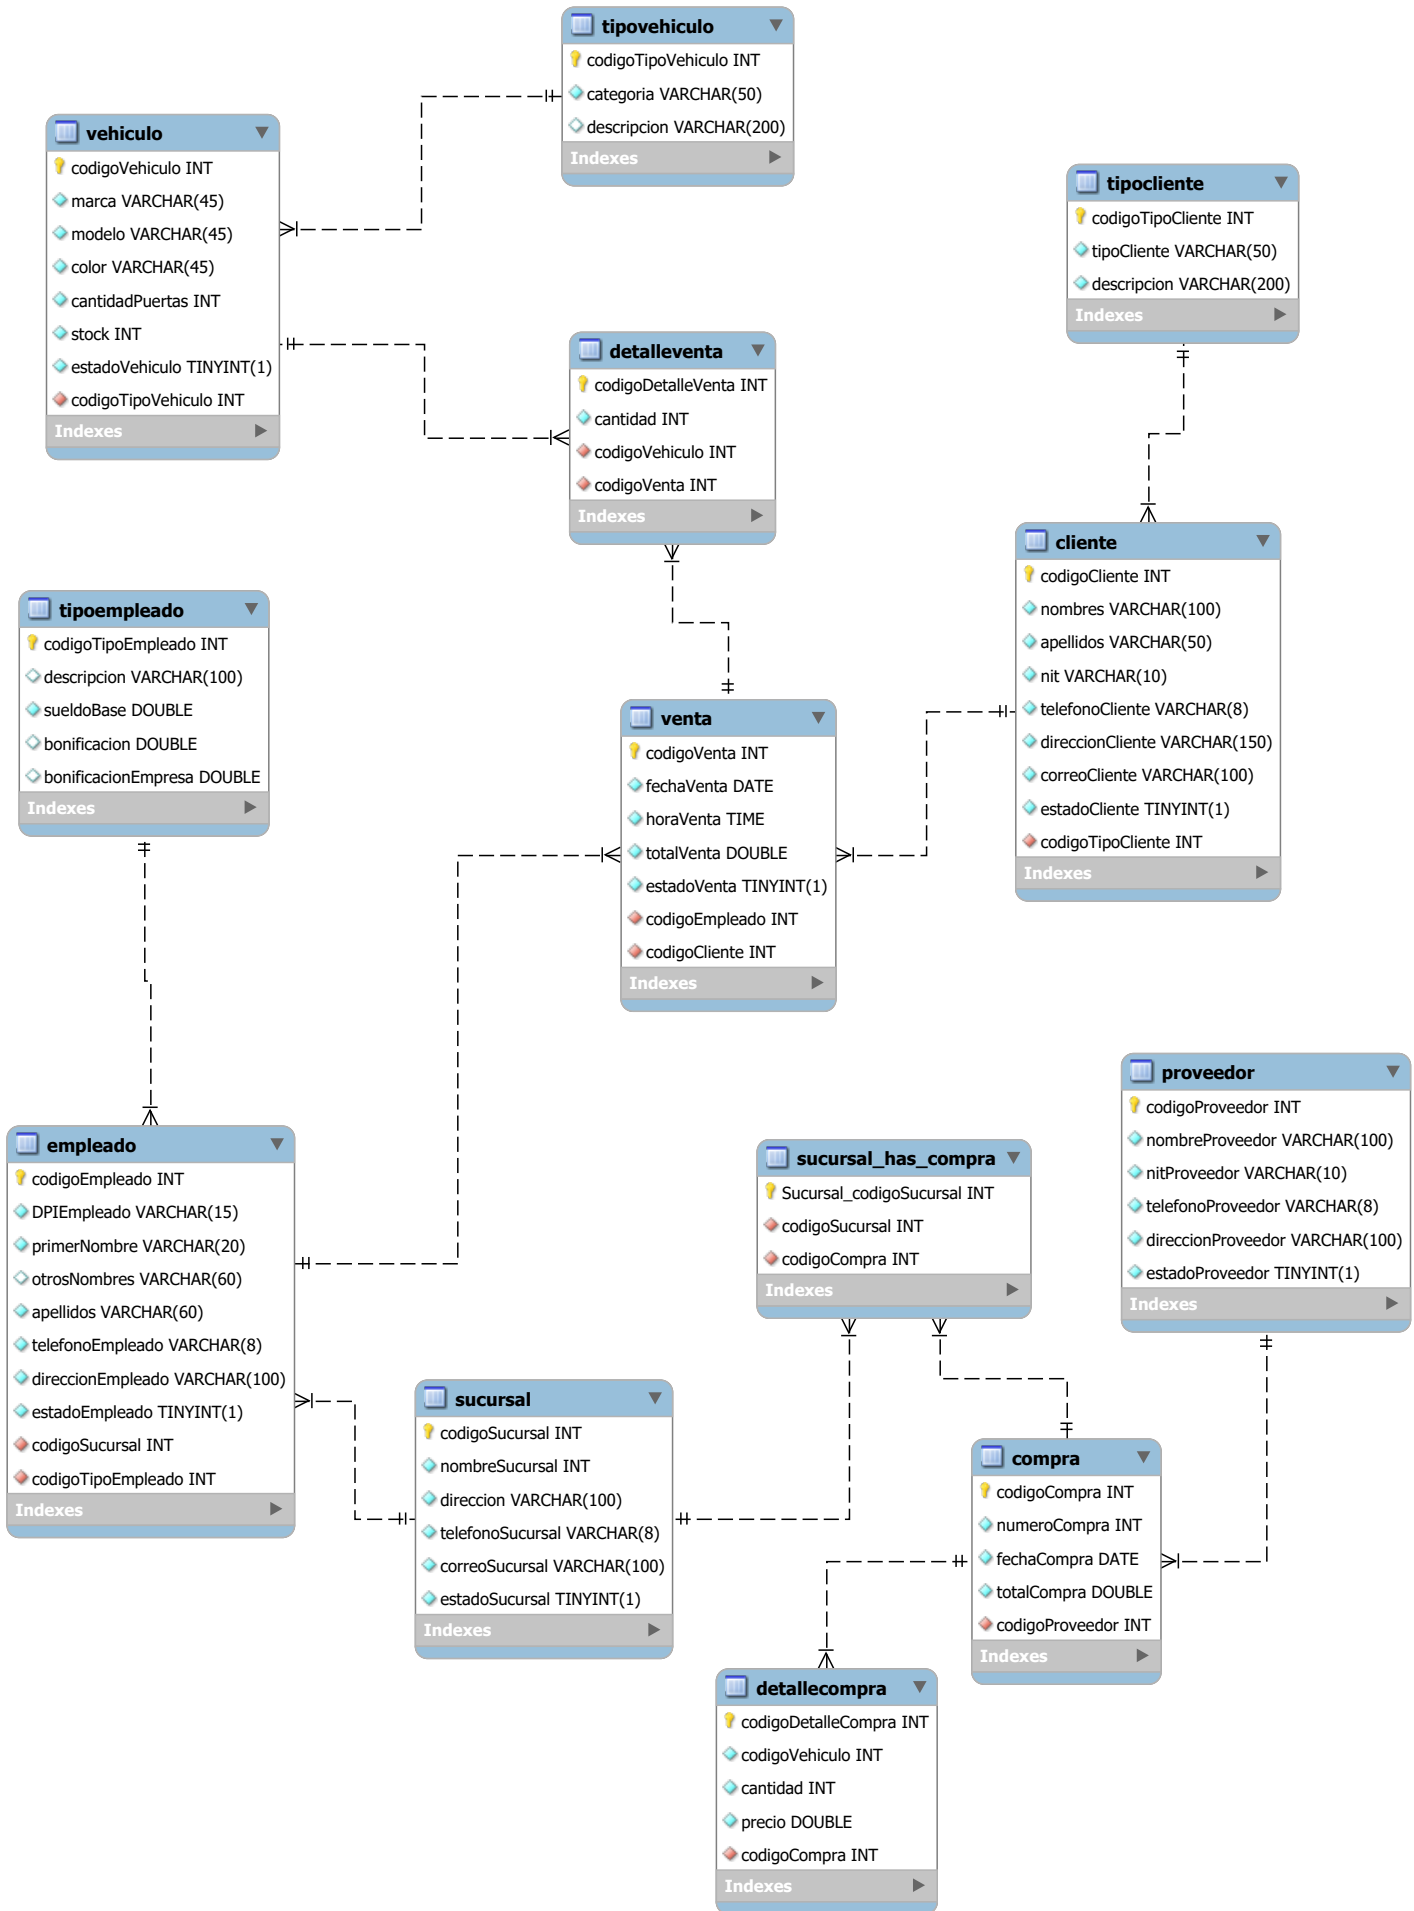 tipovehiculo
codigoTipoVehiculo INT
categoria VARCHAR(50)
descripcion VARCHAR(200)
Indexes
vehiculo
codigoVehiculo INT
marca VARCHAR(45)
modelo VARCHAR(45)
color VARCHAR(45)
cantidadPuertas INT
stock INT
estadoVehiculo TINYINT(1)
codigoTipoVehiculo INT
Indexes
tipocliente
codigoTipoCliente INT
tipoCliente VARCHAR(50)
descripcion VARCHAR(200)
Indexes
detalleventa
codigoDetalleVenta INT
cantidad INT
codigoVehiculo INT
codigoVenta INT
Indexes
cliente
codigoCliente INT
nombres VARCHAR(100)
apellidos VARCHAR(50)
nit VARCHAR(10)
telefonoCliente VARCHAR(8)
direccionCliente VARCHAR(150)
correoCliente VARCHAR(100)
estadoCliente TINYINT(1)
codigoTipoCliente INT
Indexes
tipoempleado
codigoTipoEmpleado INT
descripcion VARCHAR(100)
sueldoBase DOUBLE
bonificacion DOUBLE
bonificacionEmpresa DOUBLE
Indexes
venta
codigoVenta INT
fechaVenta DATE
horaVenta TIME
totalVenta DOUBLE
estadoVenta TINYINT(1)
codigoEmpleado INT
codigoCliente INT
Indexes
proveedor
codigoProveedor INT
nombreProveedor VARCHAR(100)
nitProveedor VARCHAR(10)
telefonoProveedor VARCHAR(8)
direccionProveedor VARCHAR(100)
estadoProveedor TINYINT(1)
Indexes
empleado
codigoEmpleado INT
DPIEmpleado VARCHAR(15)
primerNombre VARCHAR(20)
otrosNombres VARCHAR(60)
apellidos VARCHAR(60)
telefonoEmpleado VARCHAR(8)
direccionEmpleado VARCHAR(100)
estadoEmpleado TINYINT(1)
codigoSucursal INT
codigoTipoEmpleado INT
Indexes
sucursal_has_compra
Sucursal_codigoSucursal INT
codigoSucursal INT
codigoCompra INT
Indexes
sucursal
codigoSucursal INT
nombreSucursal INT
direccion VARCHAR(100)
telefonoSucursal VARCHAR(8)
correoSucursal VARCHAR(100)
estadoSucursal TINYINT(1)
Indexes
compra
codigoCompra INT
numeroCompra INT
fechaCompra DATE
totalCompra DOUBLE
codigoProveedor INT
Indexes
detallecompra
codigoDetalleCompra INT
codigoVehiculo INT
cantidad INT
precio DOUBLE
codigoCompra INT
Indexes